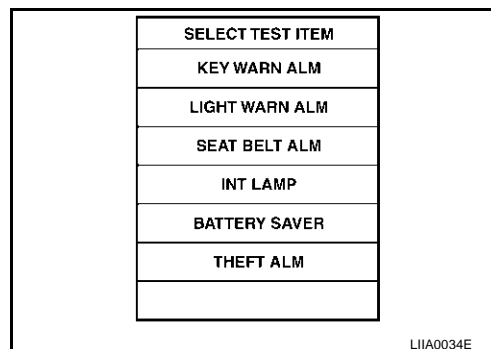 SELECT TEST ITEM
KEY WARN ALM
LIGHT WARN ALM
SEAT BELT ALM
INT LAMP
BATTERY SAVER
THEFT ALM
LIIA0034E